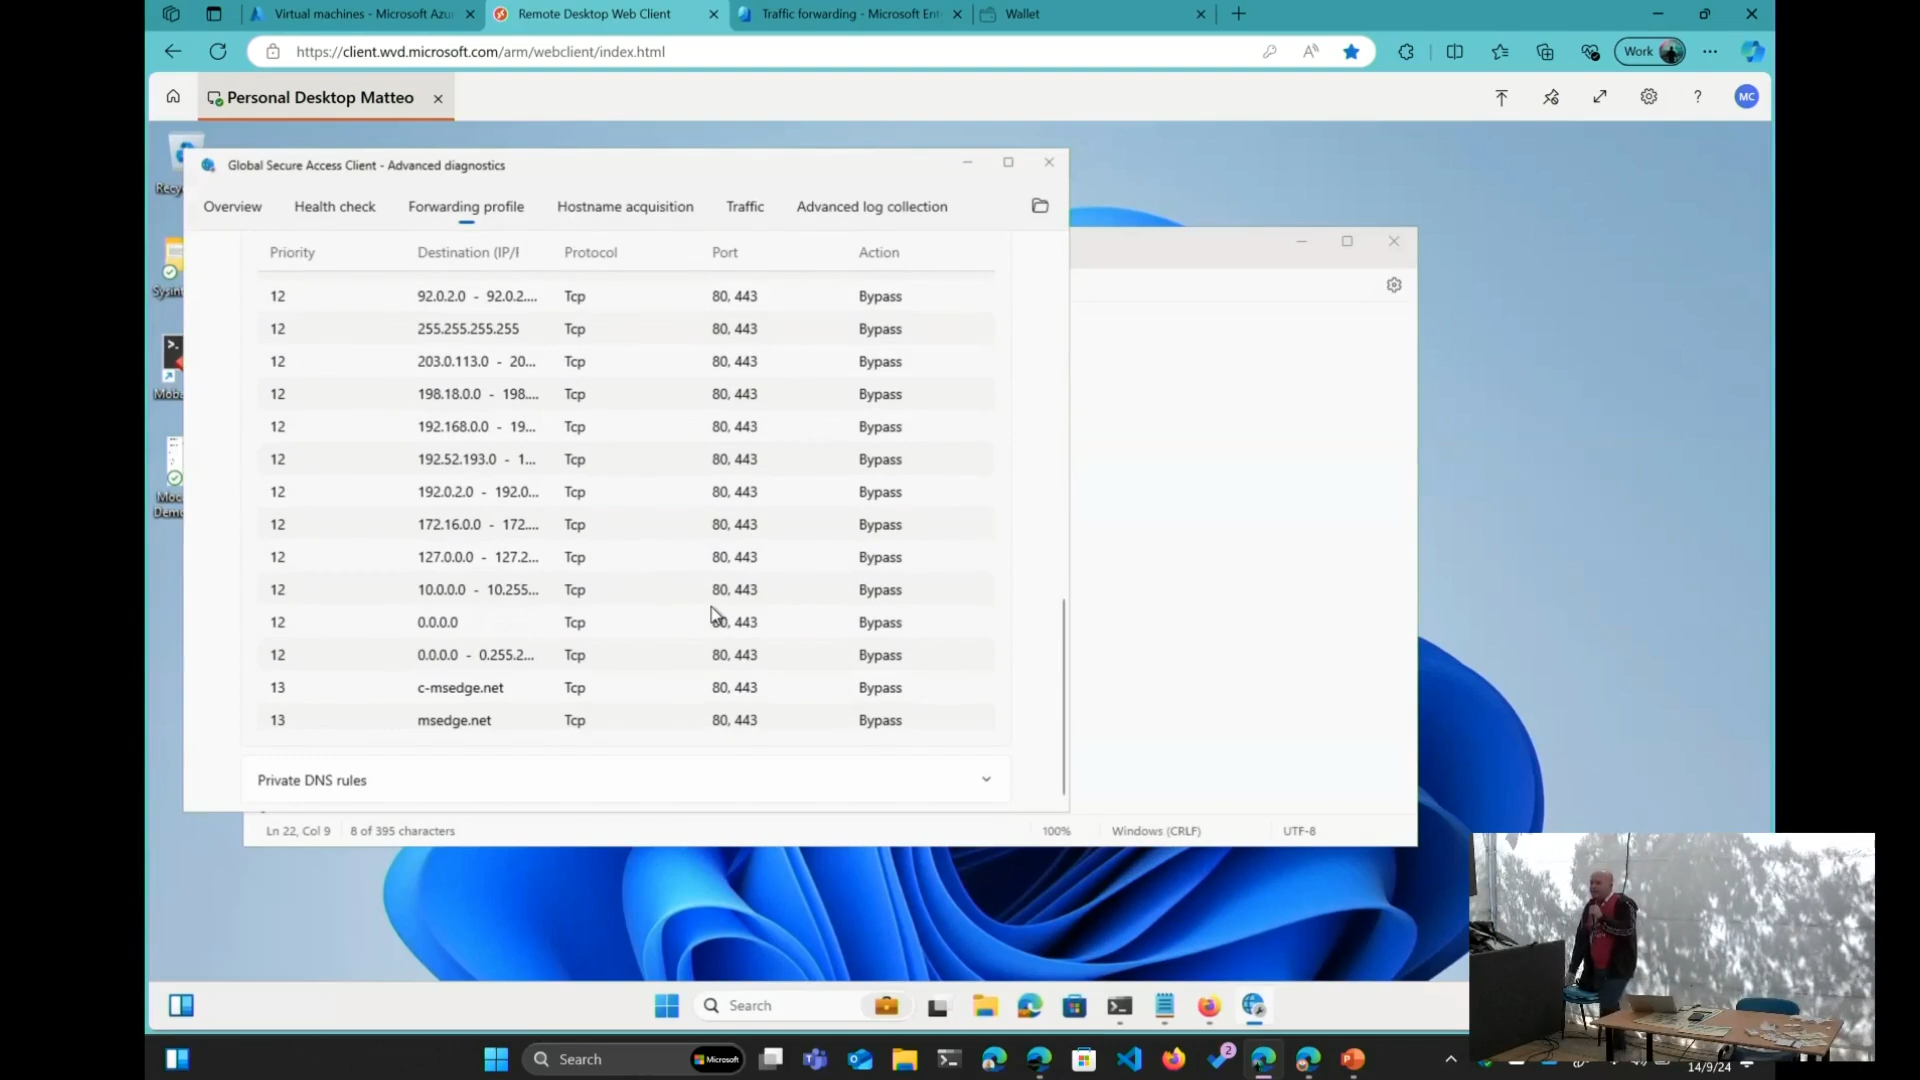 Virtual machines - Microsoft Azu
Remote Desktop Web Client
Traffic forwarding - Microsoft Ent
Wallet
https://client.wvd.microsoft.com/arm/webclient/index.html
Work
Personal Desktop Matteo
MC
Global Secure Access Client - Advanced diagnostics
Overview Health check Forwarding profile Hostname acquisition Traffic Advanced log collection
Priority Destination (IP/F Protocol Port Action
12 92.0.2.0 - 92.0.2.... Tcp 80, 443 Bypass
12 255.255.255.255 Tcp 80, 443 Bypass
12 203.0.113.0 - 20... Tcp 80, 443 Bypass
12 198.18.0.0 - 198.... Tcp 80, 443 Bypass
12 192.168.0.0 - 19... Tcp 80, 443 Bypass
12 192.52.193.0 - 1... Tcp 80, 443 Bypass
12 192.0.2.0 - 192.0... Tcp 80, 443 Bypass
12 172.16.0.0 - 172.... Tcp 80, 443 Bypass
12 127.0.0.0 - 127.2... Tcp 80, 443 Bypass
12 10.0.0.0 - 10.255... Tcp 80, 443 Bypass
12 0.0.0.0 Tcp 80, 443 Bypass
12 0.0.0.0 - 0.255.2... Tcp 80, 443 Bypass
13 c-msedge.net Tcp 80, 443 Bypass
13 msedge.net Tcp 80, 443 Bypass
Private DNS rules
Recy
Sysin
Moba
Moc
Demo
Ln 22, Col 9 8 of 395 characters 100% Windows (CRLF) UTF-8
Search
Search
Microsoft
2
14/9/24